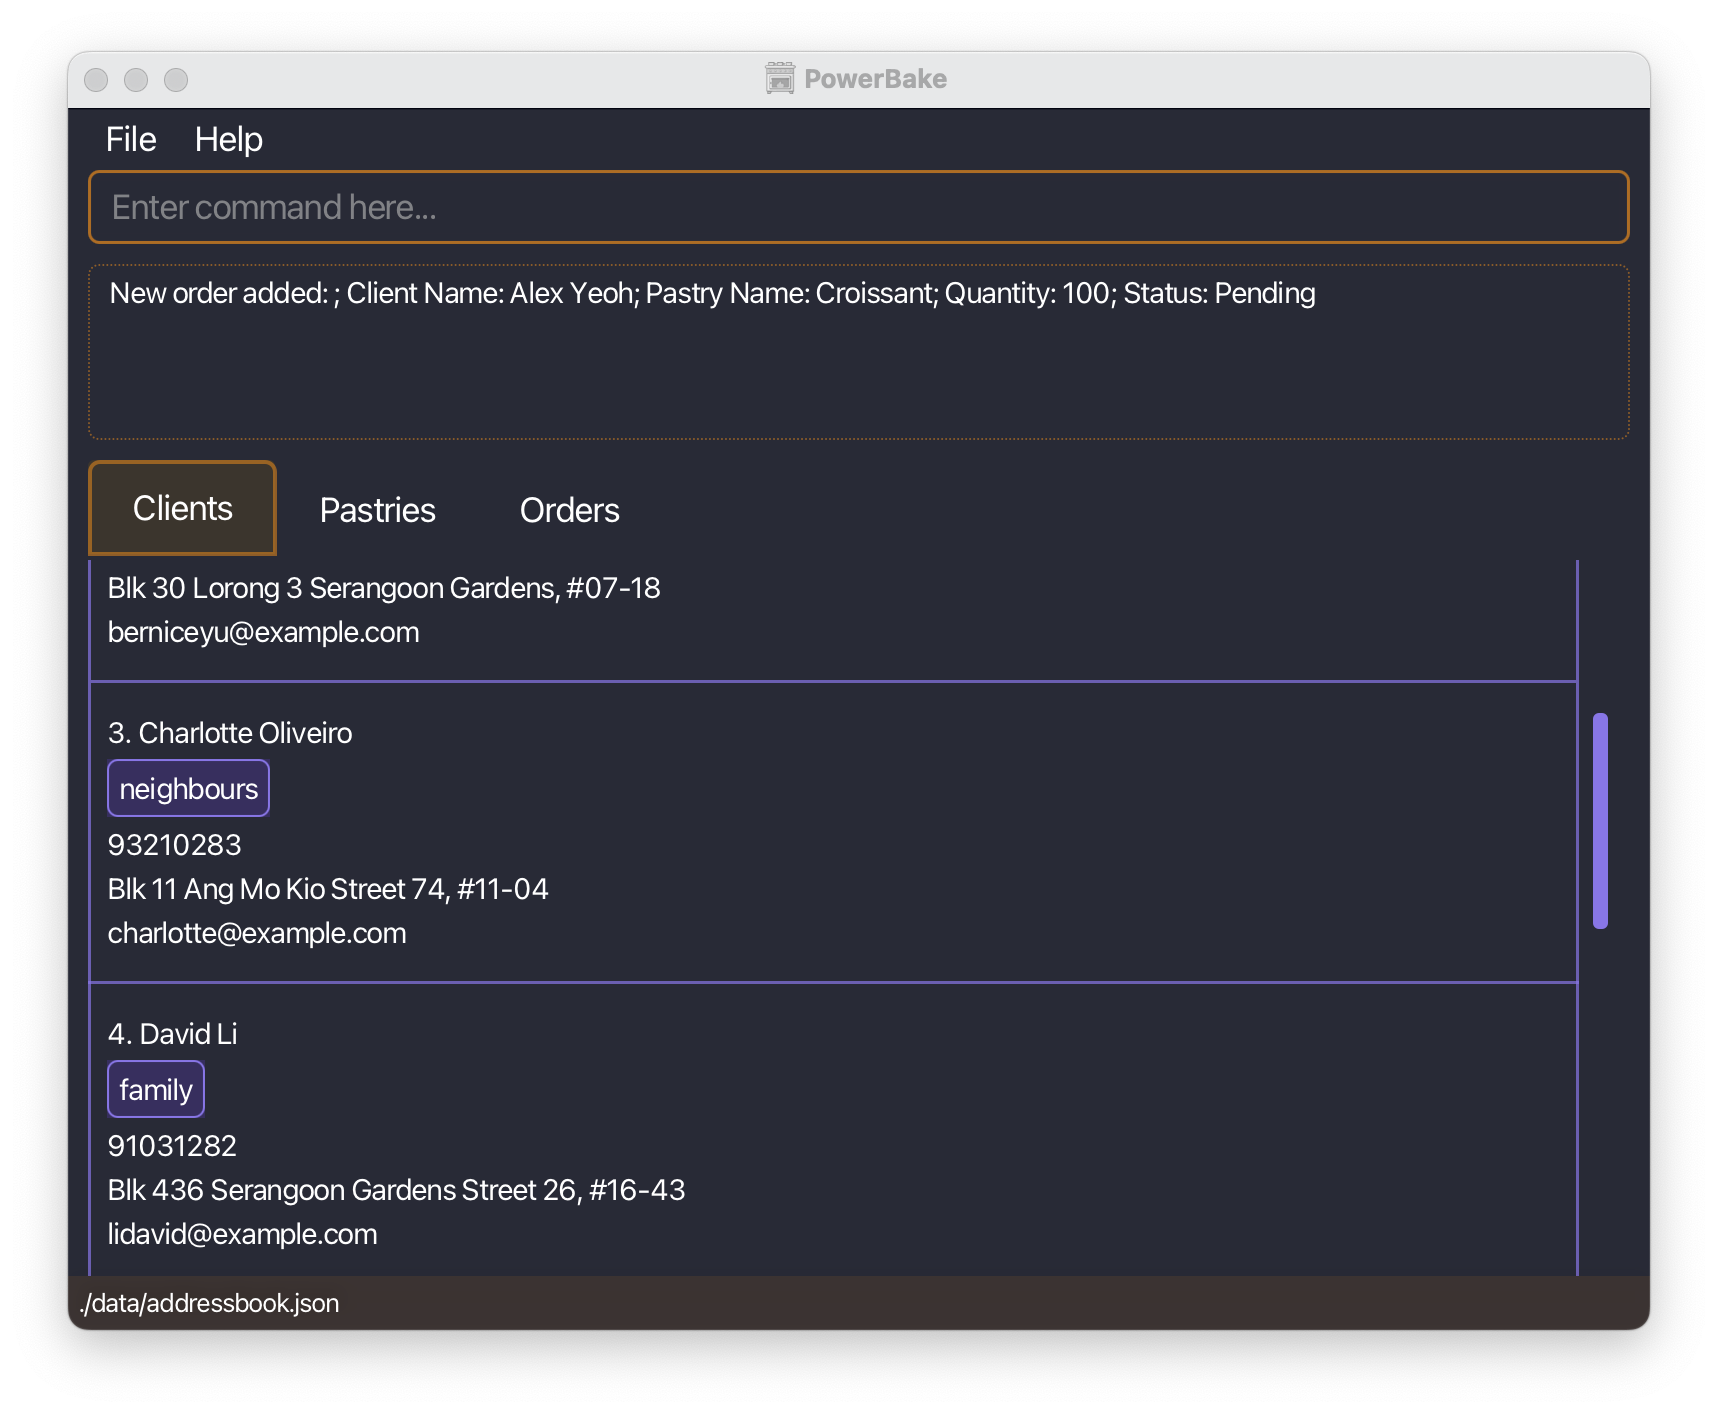 PowerBake
File Help
Enter command here...
New order added: ; Client Name: Alex Yeoh; Pastry Name: Croissant; Quantity: 100; Status: Pending
Clients Pastries Orders
Blk 30 Lorong 3 Serangoon Gardens, #07-18
berniceyu@example.com
3. Charlotte Oliveiro
neighbours
93210283
Blk 11 Ang Mo Kio Street 74, #11-04
charlotte@example.com
4. David Li
family
91031282
Blk 436 Serangoon Gardens Street 26, #16-43
lidavid@example.com
./data/addressbook.json